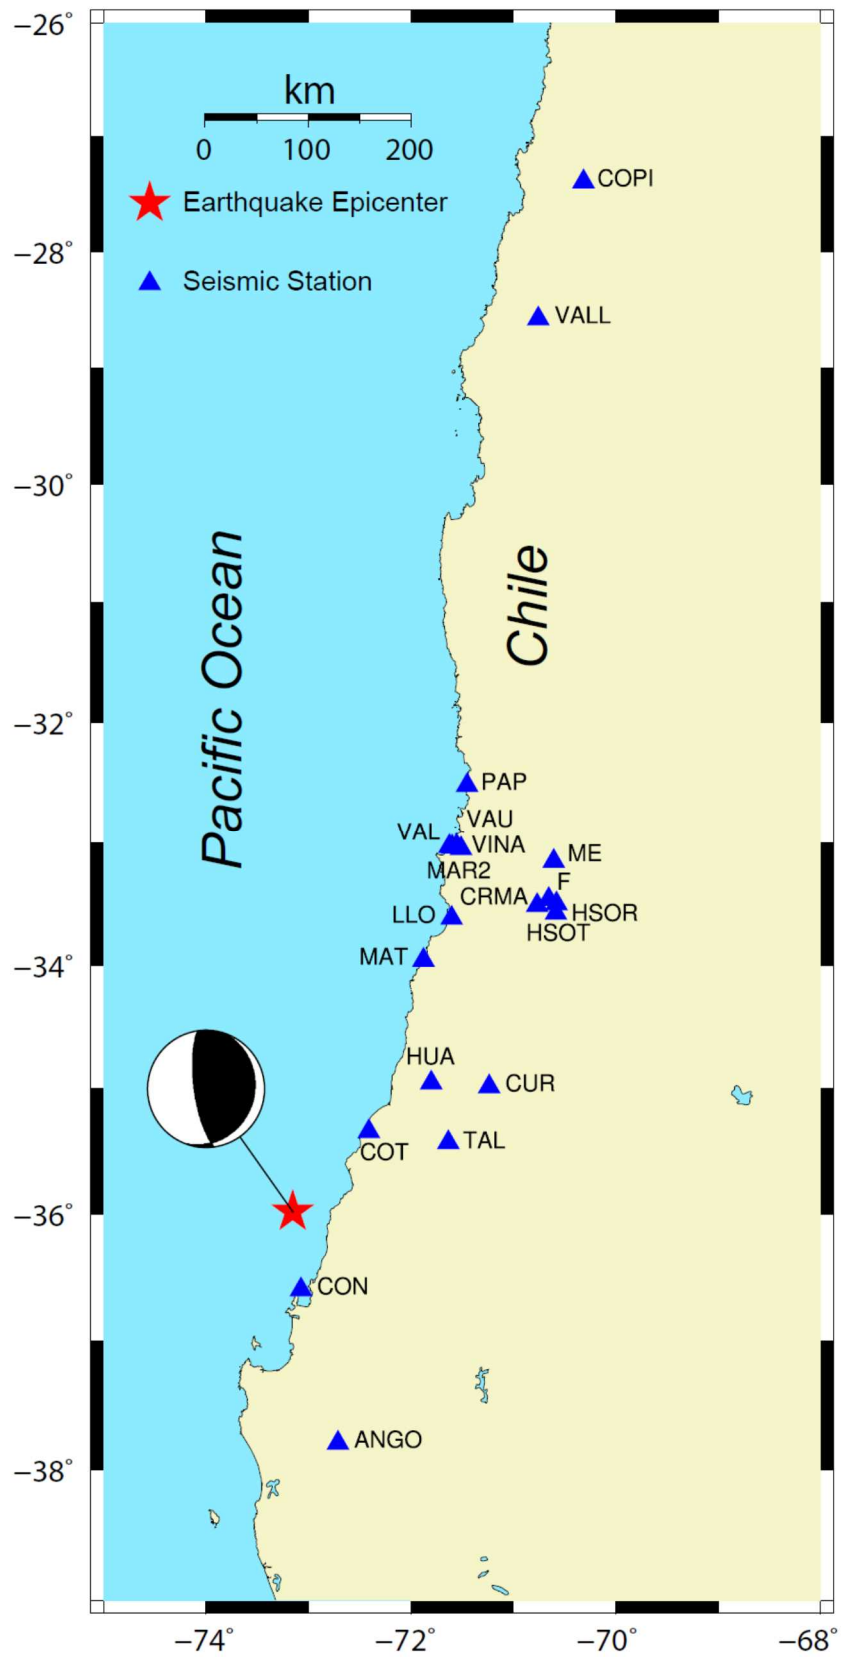 −26°
km
0 100 200
Earthquake Epicenter
Seismic Station
COPI
−28°
VALL
−30°
Pacific Ocean
Chile
−32°
PAP
VAU
VAL
VINA
MAR2
ME
F
CRMA
HSOR
HSOT
LLO
MAT
−34°
HUA
CUR
COT
TAL
−36°
CON
ANGO
−38°
−74° −72° −70° −68°